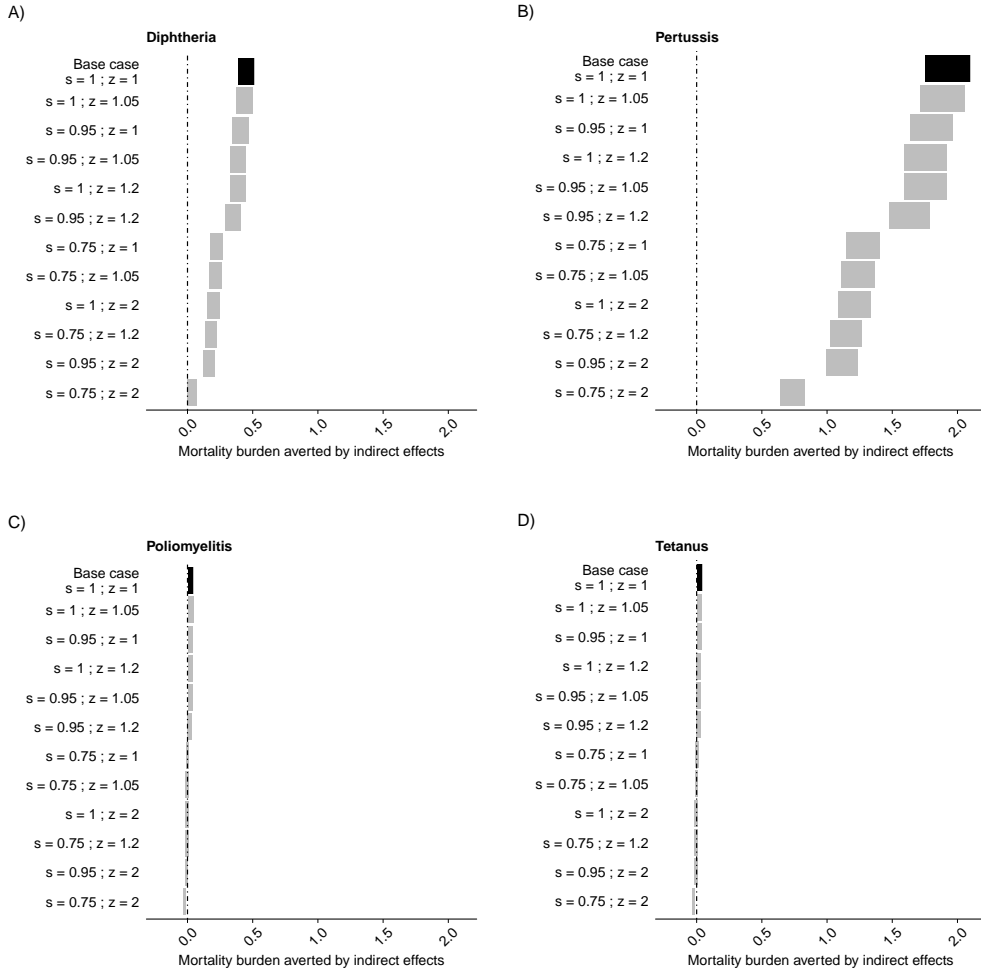 A)
Diphtheria
Base case
s = 1 ; z = 1
s = 1 ; z = 1.05
s = 0.95 ; z = 1
s = 0.95 ; z = 1.05
s = 1 ; z = 1.2
s = 0.95 ; z = 1.2
s = 0.75 ; z = 1
s = 0.75 ; z = 1.05
s = 1 ; z = 2
s = 0.75 ; z = 1.2
s = 0.95 ; z = 2
s = 0.75 ; z = 2
0.0 0.5 1.0 1.5 2.0
Mortality burden averted by indirect effects
B)
Pertussis
Base case
s = 1 ; z = 1
s = 1 ; z = 1.05
s = 0.95 ; z = 1
s = 1 ; z = 1.2
s = 0.95 ; z = 1.05
s = 0.95 ; z = 1.2
s = 0.75 ; z = 1
s = 0.75 ; z = 1.05
s = 1 ; z = 2
s = 0.75 ; z = 1.2
s = 0.95 ; z = 2
s = 0.75 ; z = 2
0.0 0.5 1.0 1.5 2.0
Mortality burden averted by indirect effects
C)
Poliomyelitis
Base case
s = 1 ; z = 1
s = 1 ; z = 1.05
s = 0.95 ; z = 1
s = 1 ; z = 1.2
s = 0.95 ; z = 1.05
s = 0.95 ; z = 1.2
s = 0.75 ; z = 1
s = 0.75 ; z = 1.05
s = 1 ; z = 2
s = 0.75 ; z = 1.2
s = 0.95 ; z = 2
s = 0.75 ; z = 2
0.0 0.5 1.0 1.5 2.0
Mortality burden averted by indirect effects
D)
Tetanus
Base case
s = 1 ; z = 1
s = 1 ; z = 1.05
s = 0.95 ; z = 1
s = 1 ; z = 1.2
s = 0.95 ; z = 1.05
s = 0.95 ; z = 1.2
s = 0.75 ; z = 1
s = 0.75 ; z = 1.05
s = 1 ; z = 2
s = 0.75 ; z = 1.2
s = 0.95 ; z = 2
s = 0.75 ; z = 2
0.0 0.5 1.0 1.5 2.0
Mortality burden averted by indirect effects